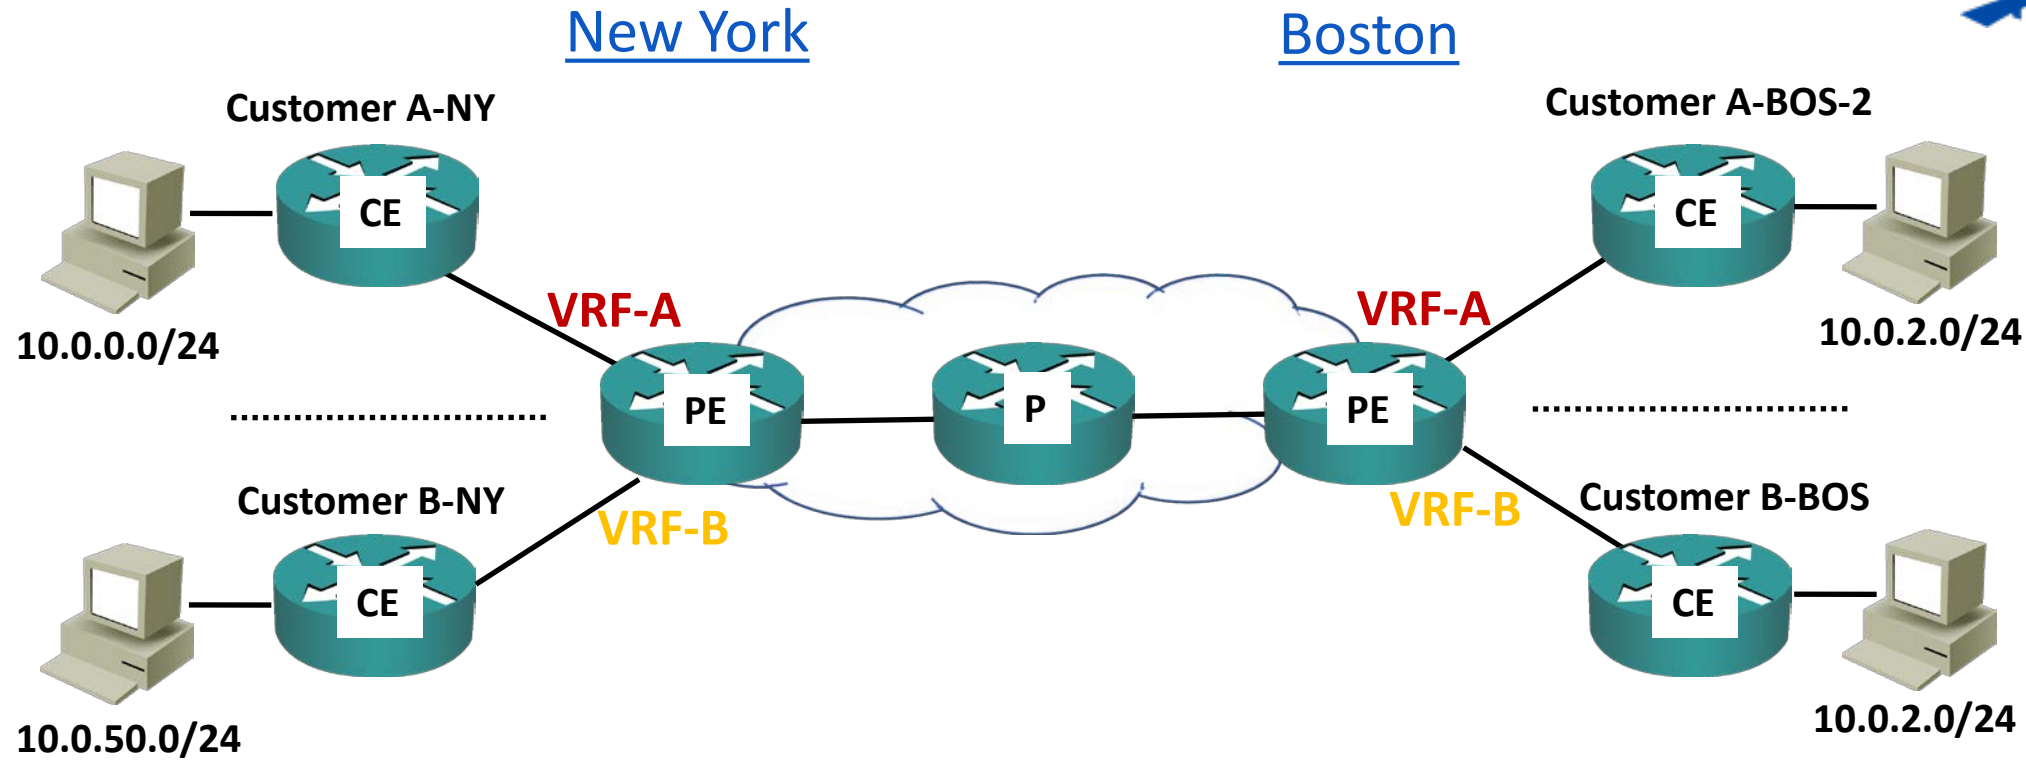 New York
Boston
Customer A-NY
Customer A-BOS-2
CE
CE
VRF-A
VRF-A
10.0.0.0/24
10.0.2.0/24
PE
P
PE
Customer B-NY
Customer B-BOS
VRF-B
VRF-B
CE
CE
10.0.50.0/24
10.0.2.0/24